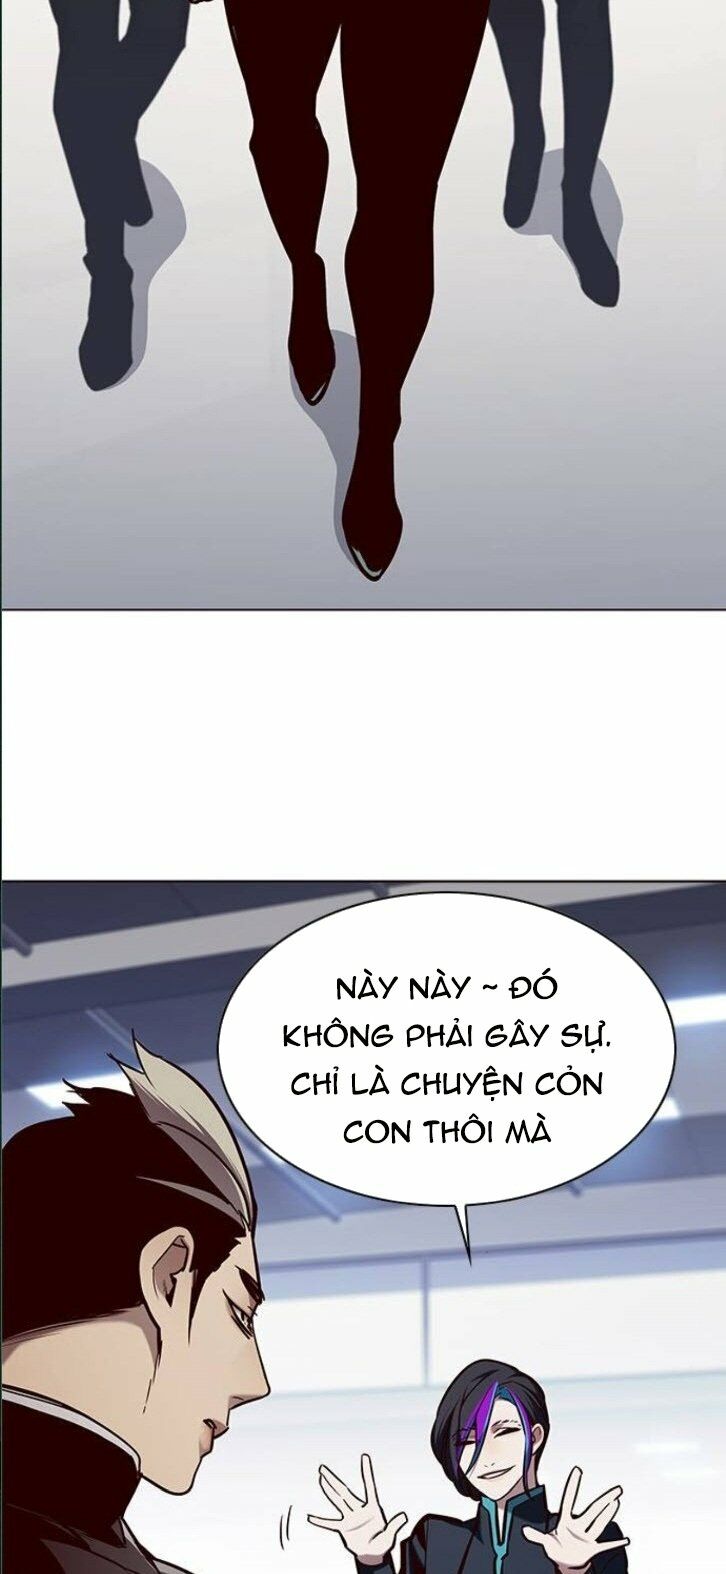 NÀY NÀY ~ ĐÓ
KHÔNG PHẢI GÂY SỰ.
CHỈ LÀ CHUYỆN CỎN
CON THÔI MÀ